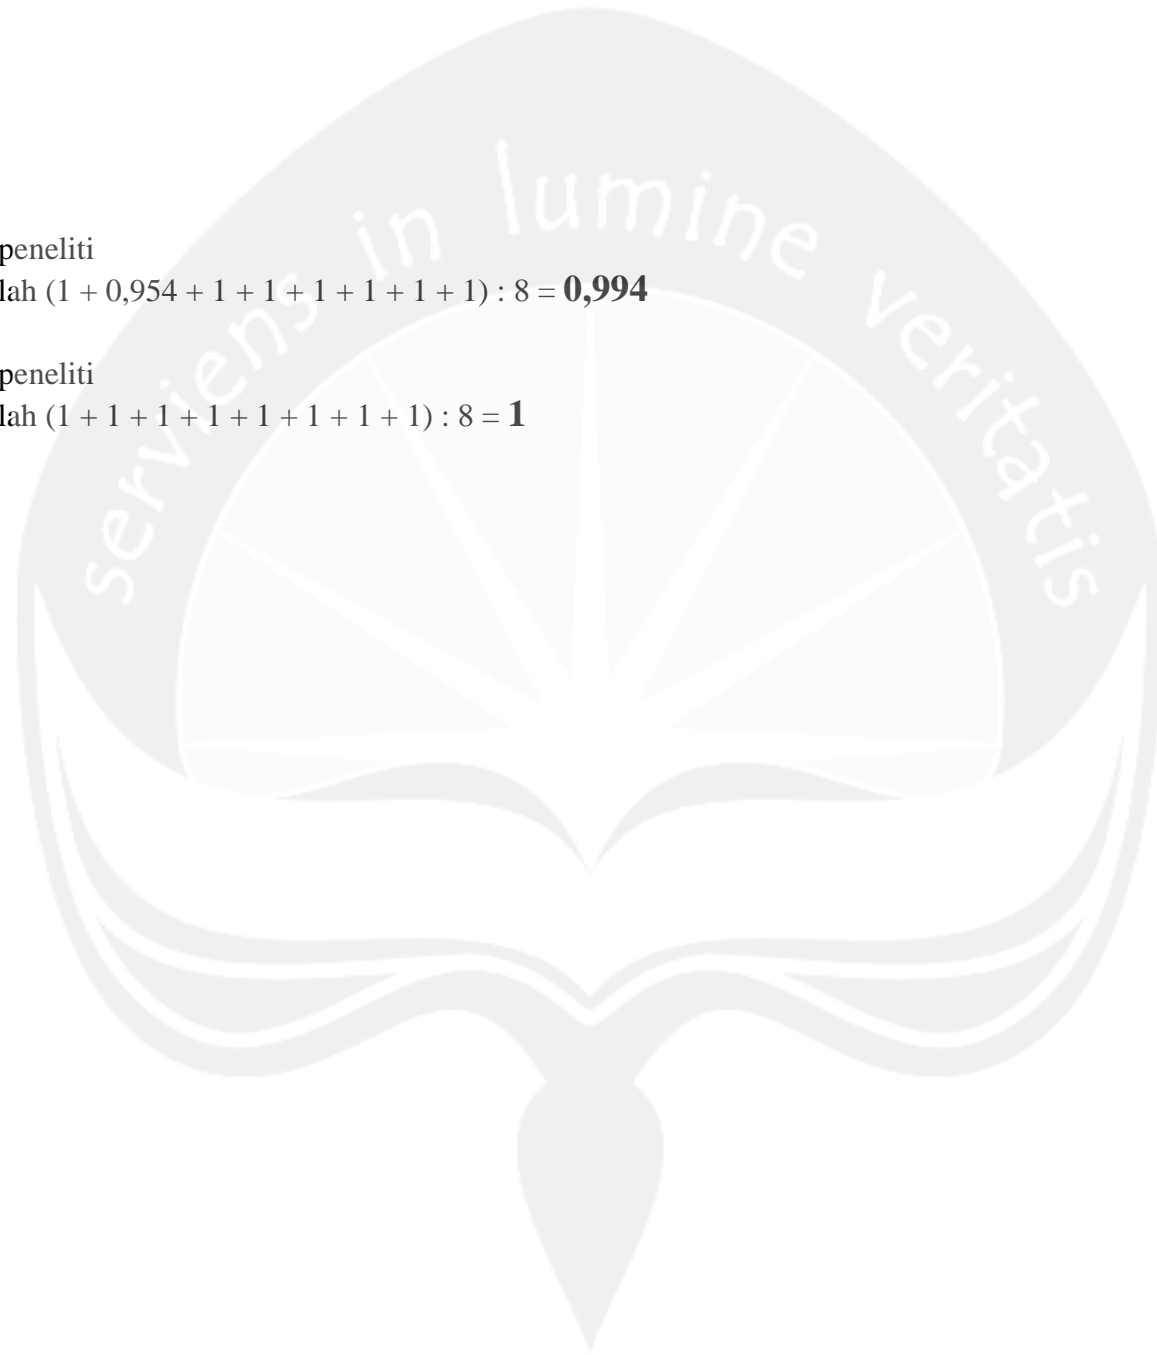 serviens in lumine veritatis
peneliti
lah (1 + 0,954 + 1 + 1 + 1 + 1 + 1 + 1) : 8 = 0,994
peneliti
lah (1 + 1 + 1 + 1 + 1 + 1 + 1 + 1) : 8 = 1